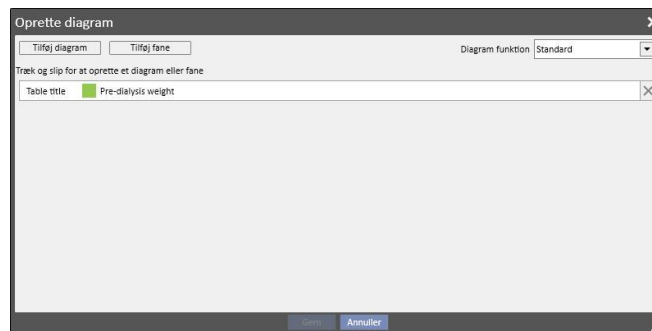 Oprette diagram
Tilføj diagram Tilføj fane Diagram funktion Standard
Træk og slip for at oprette et diagram eller fane
Table title Pre-dialysis weight
Gem Annuller